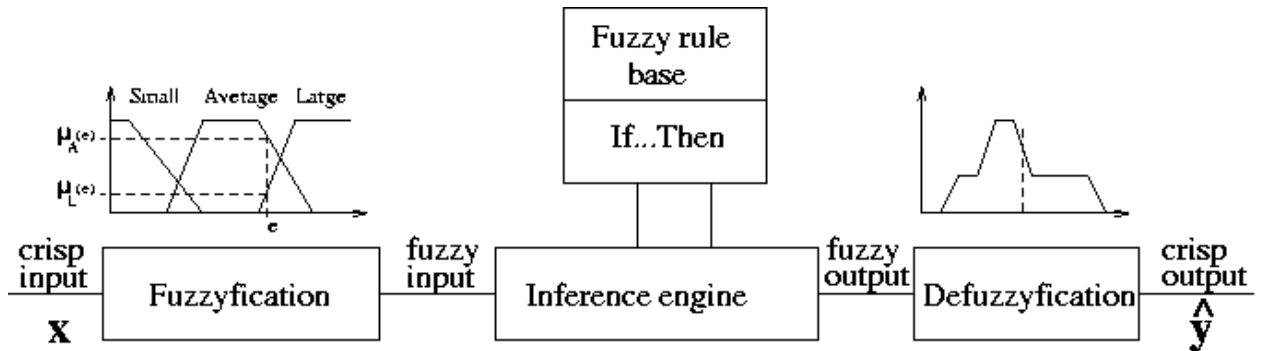 Fuzzy rule
base
If...Then
Small Avetage Latge
μA(e)
μL(e)
e
crisp
input
x
Fuzzyfication
fuzzy
input
Inference engine
fuzzy
output
Defuzzyfication
crisp
output
ŷ